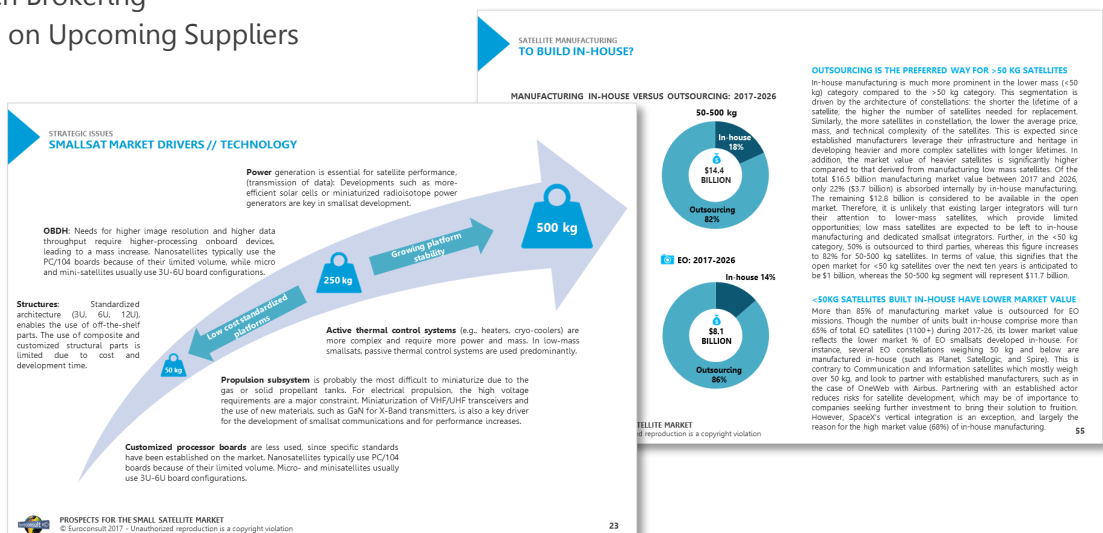 Brokering
on Upcoming Suppliers
SATELLITE MANUFACTURING
TO BUILD IN-HOUSE?
MANUFACTURING IN-HOUSE VERSUS OUTSOURCING: 2017-2026
50-500 kg
In-house
18%
$14.4
BILLION
Outsourcing
82%
EO: 2017-2026
In-house 14%
$8.1
BILLION
Outsourcing
86%
OUTSOURCING IS THE PREFERRED WAY FOR >50 KG SATELLITES
In-house manufacturing is much more prominent in the lower mass (<50
kg) category compared to the >50 kg category. This segmentation is
driven by the architecture of constellations: the shorter the lifetime of a
satellite, the higher the number of satellites needed for replacement.
Similarly, the more satellites in constellation, the lower the average price,
mass, and technical complexity of the satellites. This is expected since
established manufacturers leverage their infrastructure and heritage in
developing heavier and more complex satellites with longer lifetimes. In
addition, the market value of heavier satellites is significantly higher
compared to that derived from manufacturing low mass satellites. Of the
total $16.5 billion manufacturing market value between 2017 and 2026,
only 22% ($3.7 billion) is absorbed internally by in-house manufacturing.
The remaining $12.8 billion is considered to be available in the open
market. Therefore, it is unlikely that existing larger integrators will turn
their attention to lower-mass satellites, which provide limited
opportunities; low mass satellites are expected to be left to in-house
manufacturing and dedicated smallsat integrators. Further, in the <50 kg
category, 50% is outsourced to third parties, whereas this figure increases
to 82% for 50-500 kg satellites. In terms of value, this signifies that the
open market for <50 kg satellites over the next ten years is anticipated to
be $1 billion, whereas the 50-500 kg segment will represent $11.7 billion.
<50KG SATELLITES BUILT IN-HOUSE HAVE LOWER MARKET VALUE
More than 85% of manufacturing market value is outsourced for EO
missions. Though the number of units built in-house comprise more than
65% of total EO satellites (1100+) during 2017-26, its lower market value
reflects the lower market % of EO smallsats developed in-house. For
instance, several EO constellations weighing 50 kg and below are
manufactured in-house (such as Planet, Satellogic, and Spire). This is
contrary to Communication and Information satellites which mostly weigh
over 50 kg, and look to partner with established manufacturers, such as in
the case of OneWeb with Airbus. Partnering with an established actor
reduces risks for satellite development, which may be of importance to
companies seeking further investment to bring their solution to fruition.
However, SpaceX's vertical integration is an exception, and largely the
reason for the high market value (68%) of in-house manufacturing.
55
TELLITE MARKET
d reproduction is a copyright violation
STRATEGIC ISSUES
SMALLSAT MARKET DRIVERS // TECHNOLOGY
Power generation is essential for satellite performance,
(transmission of data): Developments such as more-
efficient solar cells or miniaturized radioisotope power
generators are key in smallsat development.
500 kg
OBDH: Needs for higher image resolution and higher data
throughput require higher-processing onboard devices,
leading to a mass increase. Nanosatellites typically use the
PC/104 boards because of their limited volume, while micro
and mini-satellites usually use 3U-6U board configurations.
Growing platform
stability
250 kg
Structures: Standardized
architecture (3U, 6U, 12U),
enables the use of off-the-shelf
parts. The use of composite and
customized structural parts is
limited due to cost and
development time.
Low cost standardized
platforms
50 kg
Active thermal control systems (e.g., heaters, cryo-coolers) are
more complex and require more power and mass. In low-mass
smallsats, passive thermal control systems are used predominantly.
Propulsion subsystem is probably the most difficult to miniaturize due to the
gas or solid propellant tanks. For electrical propulsion, the high voltage
requirements are a major constraint. Miniaturization of VHF/UHF transceivers and
the use of new materials, such as GaN for X-Band transmitters, is also a key driver
for the development of smallsat communications and for performance increases.
Customized processor boards are less used, since specific standards
have been established on the market. Nanosatellites typically use PC/104
boards because of their limited volume. Micro- and minisatellites usually
use 3U-6U board configurations.
euroconsult
PROSPECTS FOR THE SMALL SATELLITE MARKET
© Euroconsult 2017 - Unauthorized reproduction is a copyright violation
23